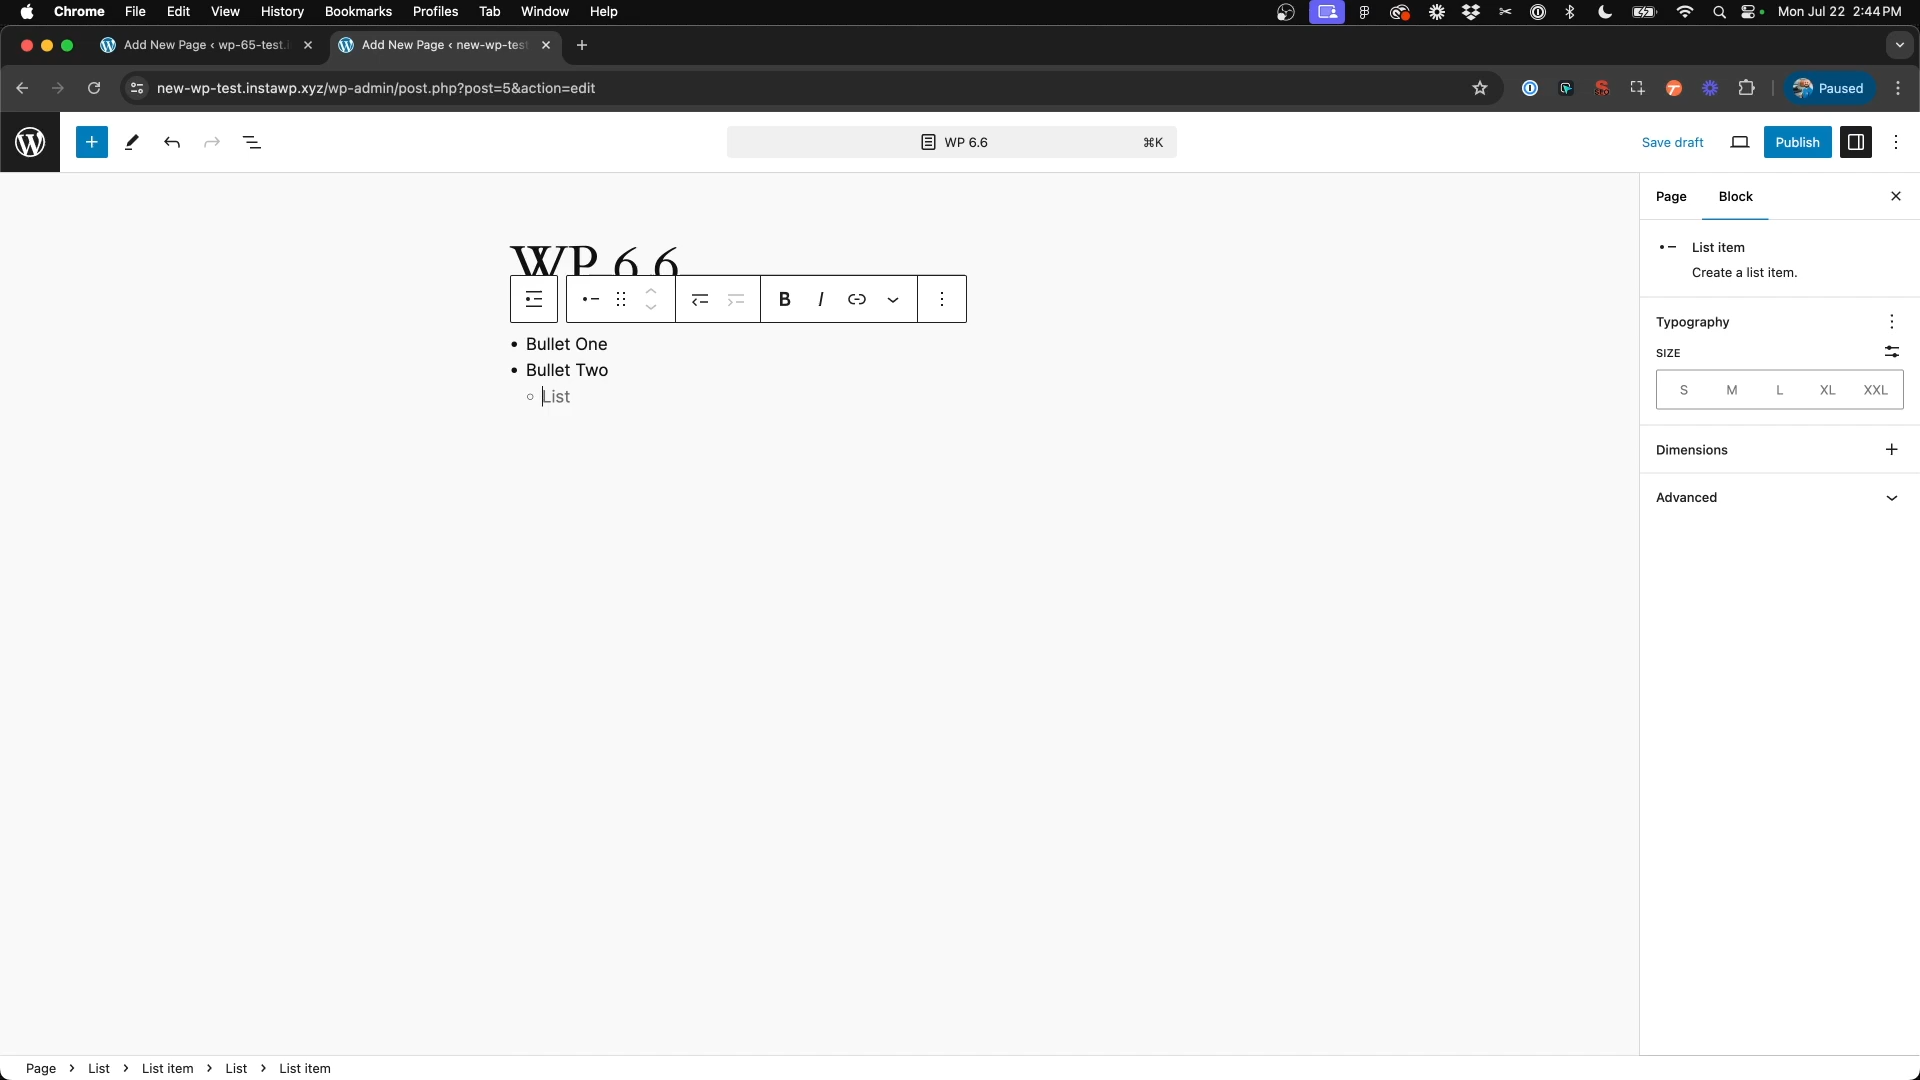 Chrome File Edit View History Bookmarks Profiles Tab Window Help Mon Jul 22 2:44 PM
Add New Page ‹ wp-65-test.i Add New Page ‹ new-wp-test
new-wp-test.instawp.xyz/wp-admin/post.php?post=5&action=edit Paused
WP 6.6 ⌘K Save draft Publish
Page Block
List item
Create a list item.
WP 6.6
B I
Typography
SIZE
S M L XL XXL
• Bullet One
• Bullet Two
◦ List
Dimensions
Advanced
Page > List > List item > List > List item